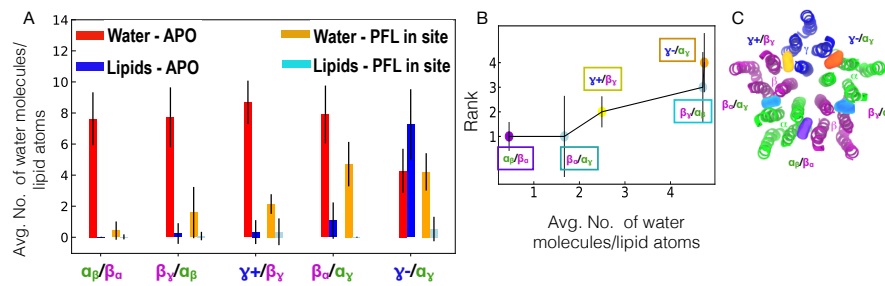 A
Avg. No. of water molecules/
lipid atoms
14
12
10
8
6
4
2
0
Water - APO
Lipids - APO
Water - PFL in site
Lipids - PFL in site
αβ/βα
βγ/αβ
γ+/βγ
βα/αγ
γ-/αγ
B
Rank
4
3
2
1
γ-/αγ
γ+/βγ
βγ/αβ
αβ/βα
βα/αγ
1
2
3
4
Avg. No. of water
molecules/lipid atoms
C
γ+/βγ
γ-/αγ
γ
β
α
βα/αγ
α
β
αβ/βα